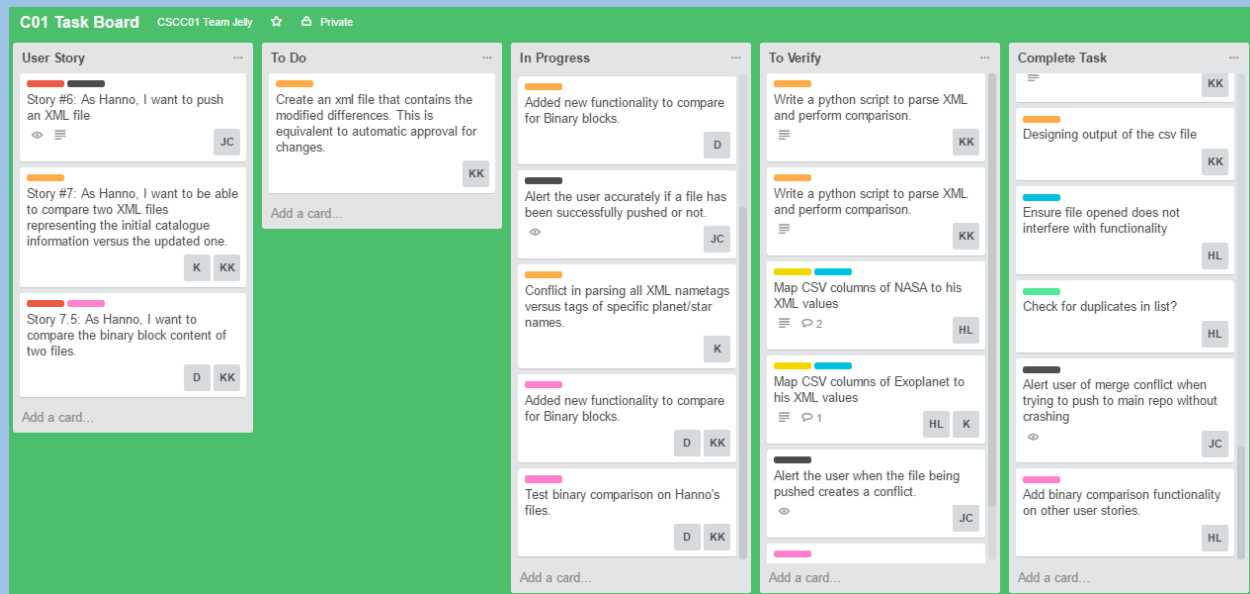 C01 Task Board CSCC01 Team Jelly Private
User Story
Story #6: As Hanno, I want to push
an XML file
JC
Story #7: As Hanno, I want to be able
to compare two XML files
representing the initial catalogue
information versus the updated one.
K KK
Story 7.5: As Hanno, I want to
compare the binary block content of
two files.
D KK
Add a card...
To Do
Create an xml file that contains the
modified differences. This is
equivalent to automatic approval for
changes.
KK
Add a card...
In Progress
Added new functionality to compare
for Binary blocks.
D
Alert the user accurately if a file has
been successfully pushed or not.
JC
Conflict in parsing all XML nametags
versus tags of specific planet/star
names.
K
Added new functionality to compare
for Binary blocks.
D KK
Test binary comparison on Hanno's
files.
D KK
Add a card...
To Verify
Write a python script to parse XML
and perform comparison.
KK
Write a python script to parse XML
and perform comparison.
KK
Map CSV columns of NASA to his
XML values
2
HL
Map CSV columns of Exoplanet to
his XML values
1
HL K
Alert the user when the file being
pushed creates a conflict.
JC
Add a card...
Complete Task
KK
Designing output of the csv file
KK
Ensure file opened does not
interfere with functionality
HL
Check for duplicates in list?
HL
Alert user of merge conflict when
trying to push to main repo without
crashing
JC
Add binary comparison functionality
on other user stories.
HL
Add a card...